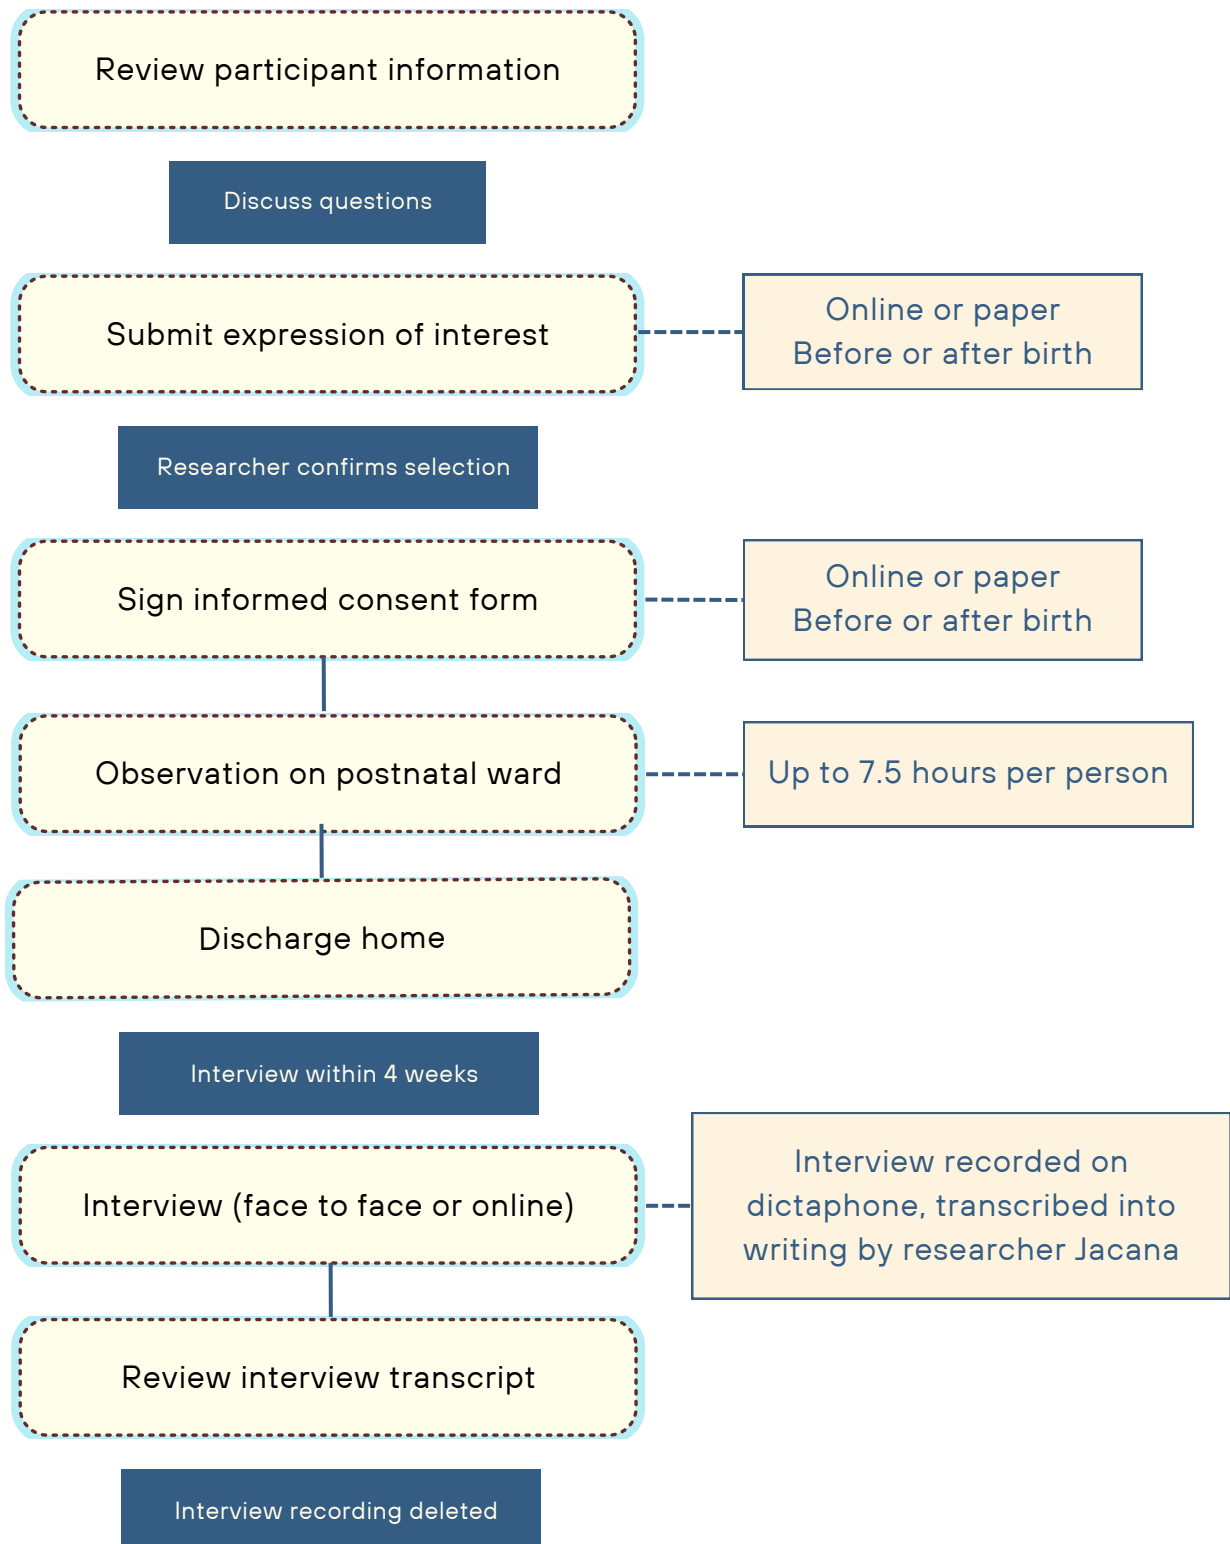 Review participant information
Discuss questions
Submit expression of interest
Online or paper
Before or after birth
Researcher confirms selection
Sign informed consent form
Online or paper
Before or after birth
Observation on postnatal ward
Up to 7.5 hours per person
Discharge home
Interview within 4 weeks
Interview (face to face or online)
Interview recorded on
dictaphone, transcribed into
writing by researcher Jacana
Review interview transcript
Interview recording deleted